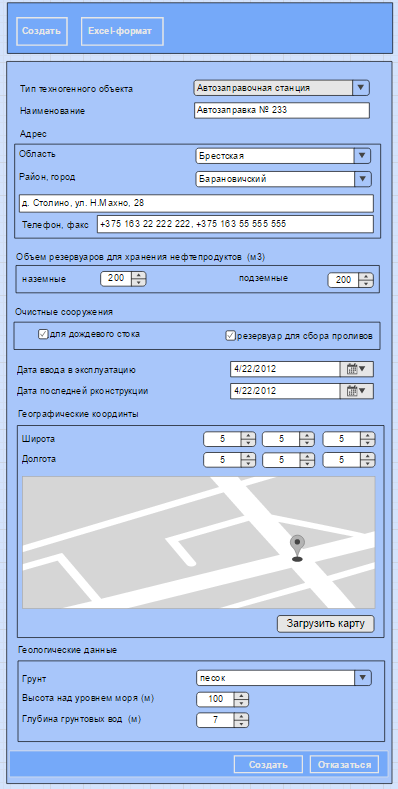 Создать Excel-формат
Тип техногенного объекта Автозаправочная станция
Наименование Автозаправка № 233
Адрес
Область Брестская
Район, город Барановичский
д. Столино, ул. Н.Махно, 28
Телефон, факс +375 163 22 222 222, +375 163 55 555 555
Объем резервуаров для хранения нефтепродуктов (м3)
наземные 200 подземные 200
Очистные сооружения
для дождевого стока резервуар для сбора проливов
Дата ввода в эксплуатацию 4/22/2012
Дата последней рконструкции 4/22/2012
Географические координты
Широта 5 5 5
Долгота 5 5 5
Загрузить карту
Геологические данные
Грунт песок
Высота над уровнем моря (м) 100
Глубина грунтовых вод (м) 7
Создать Отказаться